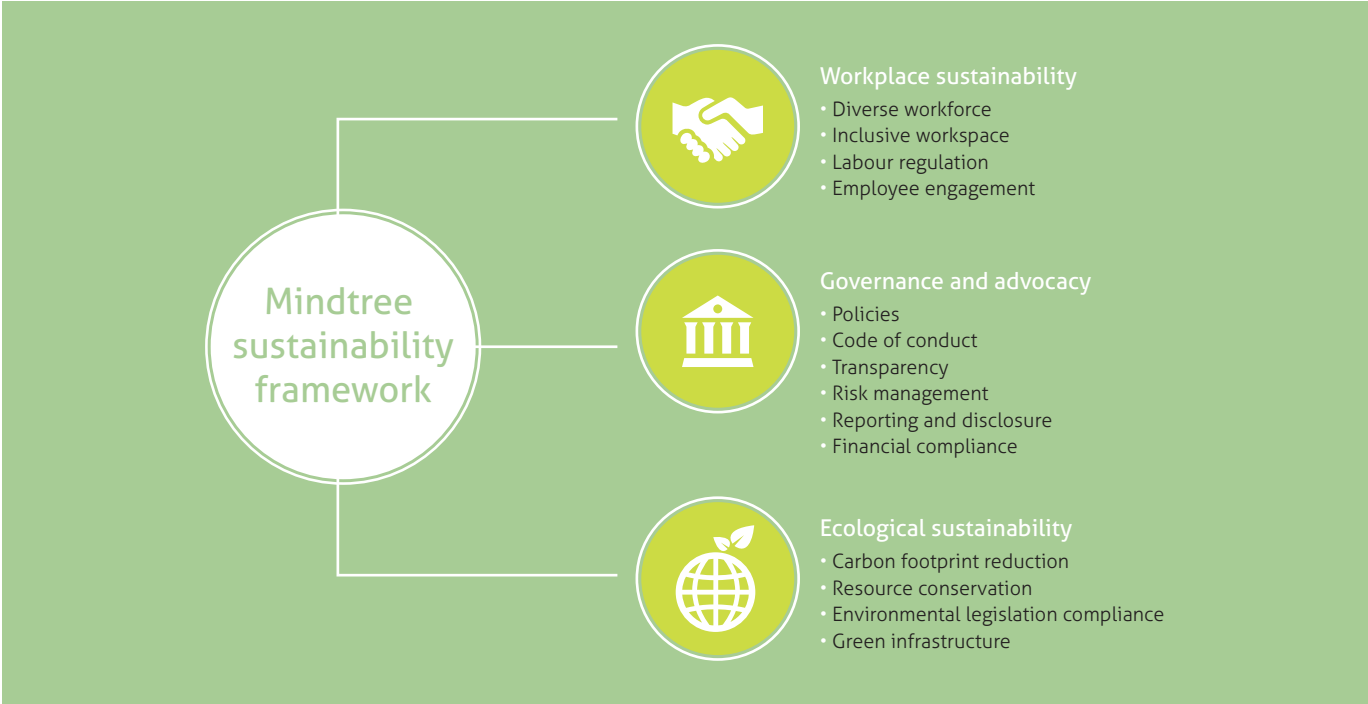 Mindtree
sustainability
framework
Workplace sustainability
• Diverse workforce
• Inclusive workspace
• Labour regulation
• Employee engagement
Governance and advocacy
• Policies
• Code of conduct
• Transparency
• Risk management
• Reporting and disclosure
• Financial compliance
Ecological sustainability
• Carbon footprint reduction
• Resource conservation
• Environmental legislation compliance
• Green infrastructure